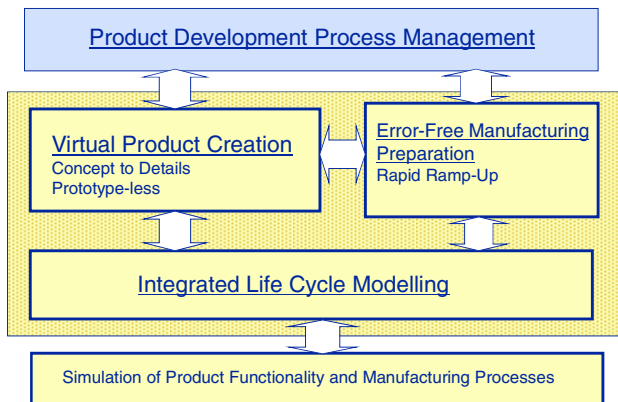 Product Development Process Management
Virtual Product Creation
Concept to Details
Prototype-less
Error-Free Manufacturing
Preparation
Rapid Ramp-Up
Integrated Life Cycle Modelling
Simulation of Product Functionality and Manufacturing Processes